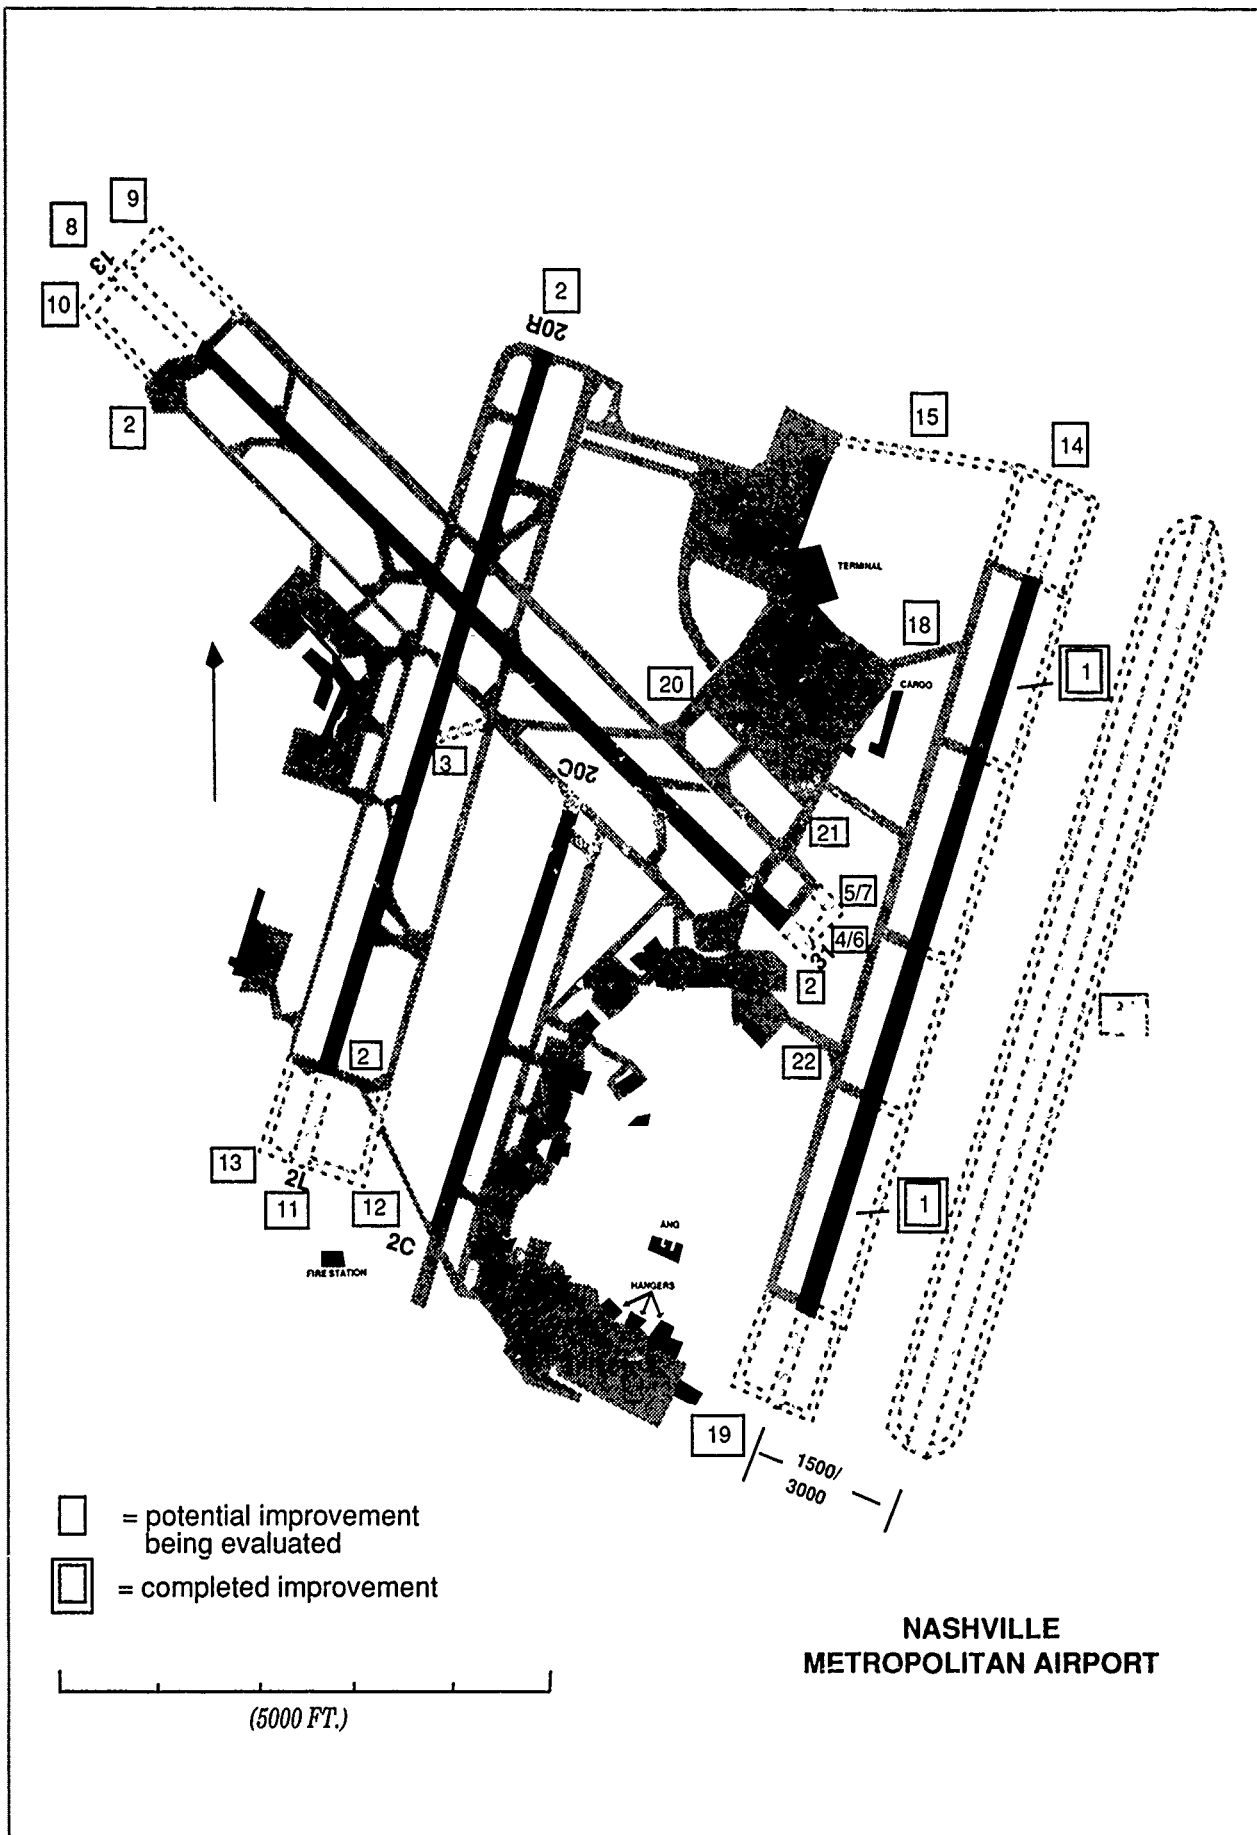 9
8
13
10
2
20R
2
15
14
TERMINAL
18
1
20
CARGO
3
20C
21
5/7
4/6
31
2
2
22
13
2L
11
12
2C
1
FIRE STATION
ANG
HANGERS
19
1500/
3000
= potential improvement
being evaluated
= completed improvement
NASHVILLE
METROPOLITAN AIRPORT
(5000 FT.)